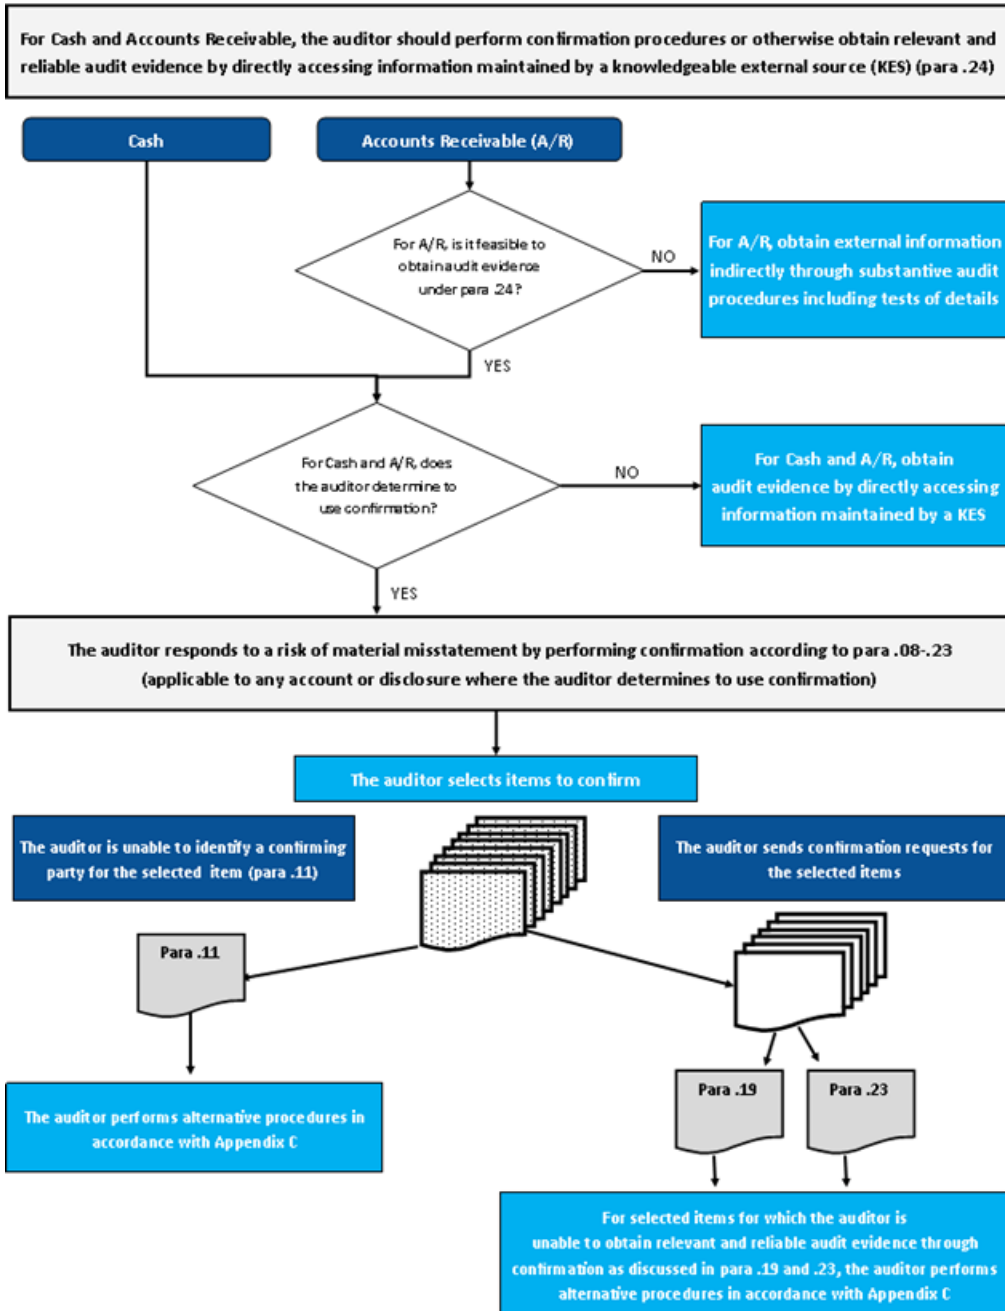 For Cash and Accounts Receivable, the auditor should perform confirmation procedures or otherwise obtain relevant and
reliable audit evidence by directly accessing information maintained by a knowledgeable external source (KES) (para .24)
Cash
Accounts Receivable (A/R)
For A/R, is it feasible to
obtain audit evidence
under para .24?
NO
For A/R, obtain external information
indirectly through substantive audit
procedures including tests of details
YES
For Cash and A/R, does
the auditor determine to
use confirmation?
NO
For Cash and A/R, obtain
audit evidence by directly accessing
information maintained by a KES
YES
The auditor responds to a risk of material misstatement by performing confirmation according to para .08-.23
(applicable to any account or disclosure where the auditor determines to use confirmation)
The auditor selects items to confirm
The auditor is unable to identify a confirming
party for the selected item (para .11)
The auditor sends confirmation requests for
the selected items
Para .11
Para .19
Para .23
The auditor performs alternative procedures in
accordance with Appendix C
For selected items for which the auditor is
unable to obtain relevant and reliable audit evidence through
confirmation as discussed in para .19 and .23, the auditor performs
alternative procedures in accordance with Appendix C